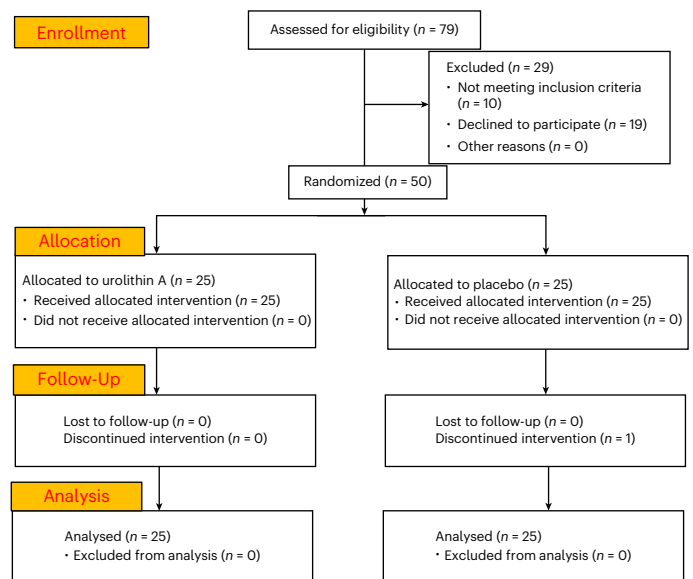 Enrollment
Assessed for eligibility (n = 79)
Excluded (n = 29)
• Not meeting inclusion criteria
(n = 10)
• Declined to participate (n = 19)
• Other reasons (n = 0)
Randomized (n = 50)
Allocation
Allocated to urolithin A (n = 25)
• Received allocated intervention (n = 25)
• Did not receive allocated intervention (n = 0)
Allocated to placebo (n = 25)
• Received allocated intervention (n = 25)
• Did not receive allocated intervention (n = 0)
Follow-Up
Lost to follow-up (n = 0)
Discontinued intervention (n = 0)
Lost to follow-up (n = 0)
Discontinued intervention (n = 1)
Analysis
Analysed (n = 25)
• Excluded from analysis (n = 0)
Analysed (n = 25)
• Excluded from analysis (n = 0)